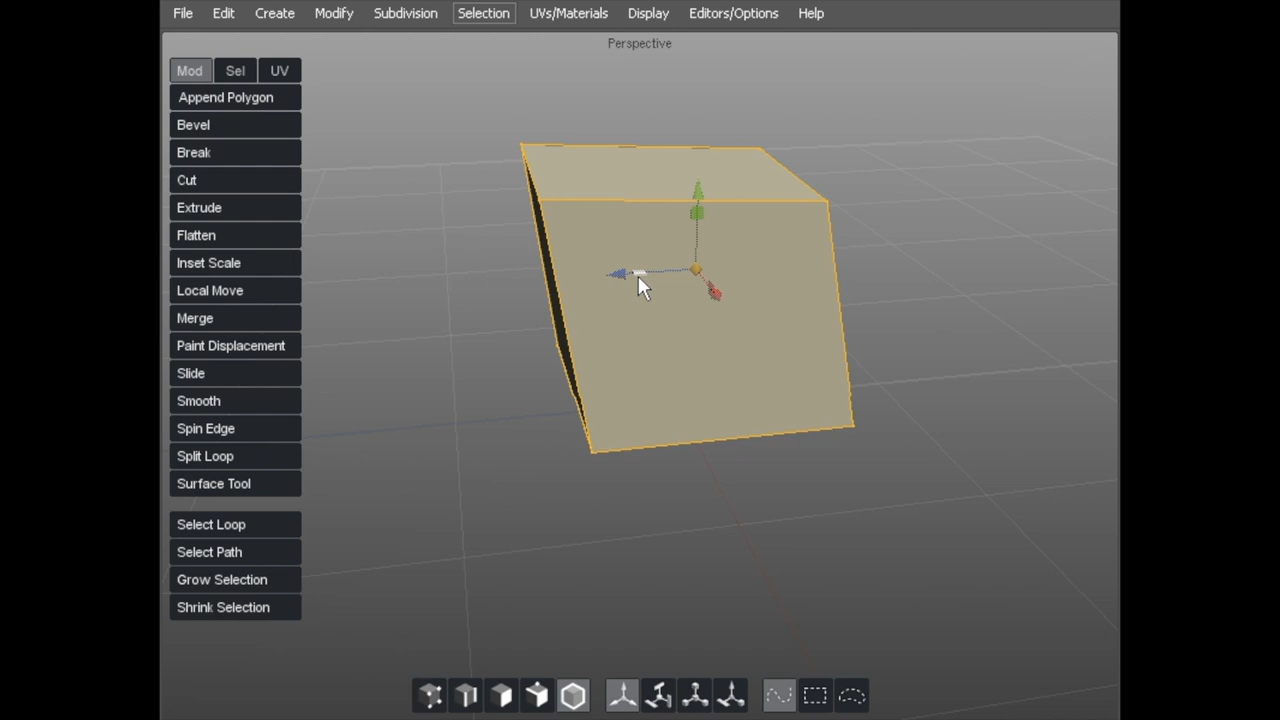 File Edit Create Modify Subdivision Selection UVs/Materials Display Editors/Options Help
Perspective
Mod Sel UV
Append Polygon
Bevel
Break
Cut
Extrude
Flatten
Inset Scale
Local Move
Merge
Paint Displacement
Slide
Smooth
Spin Edge
Split Loop
Surface Tool
Select Loop
Select Path
Grow Selection
Shrink Selection